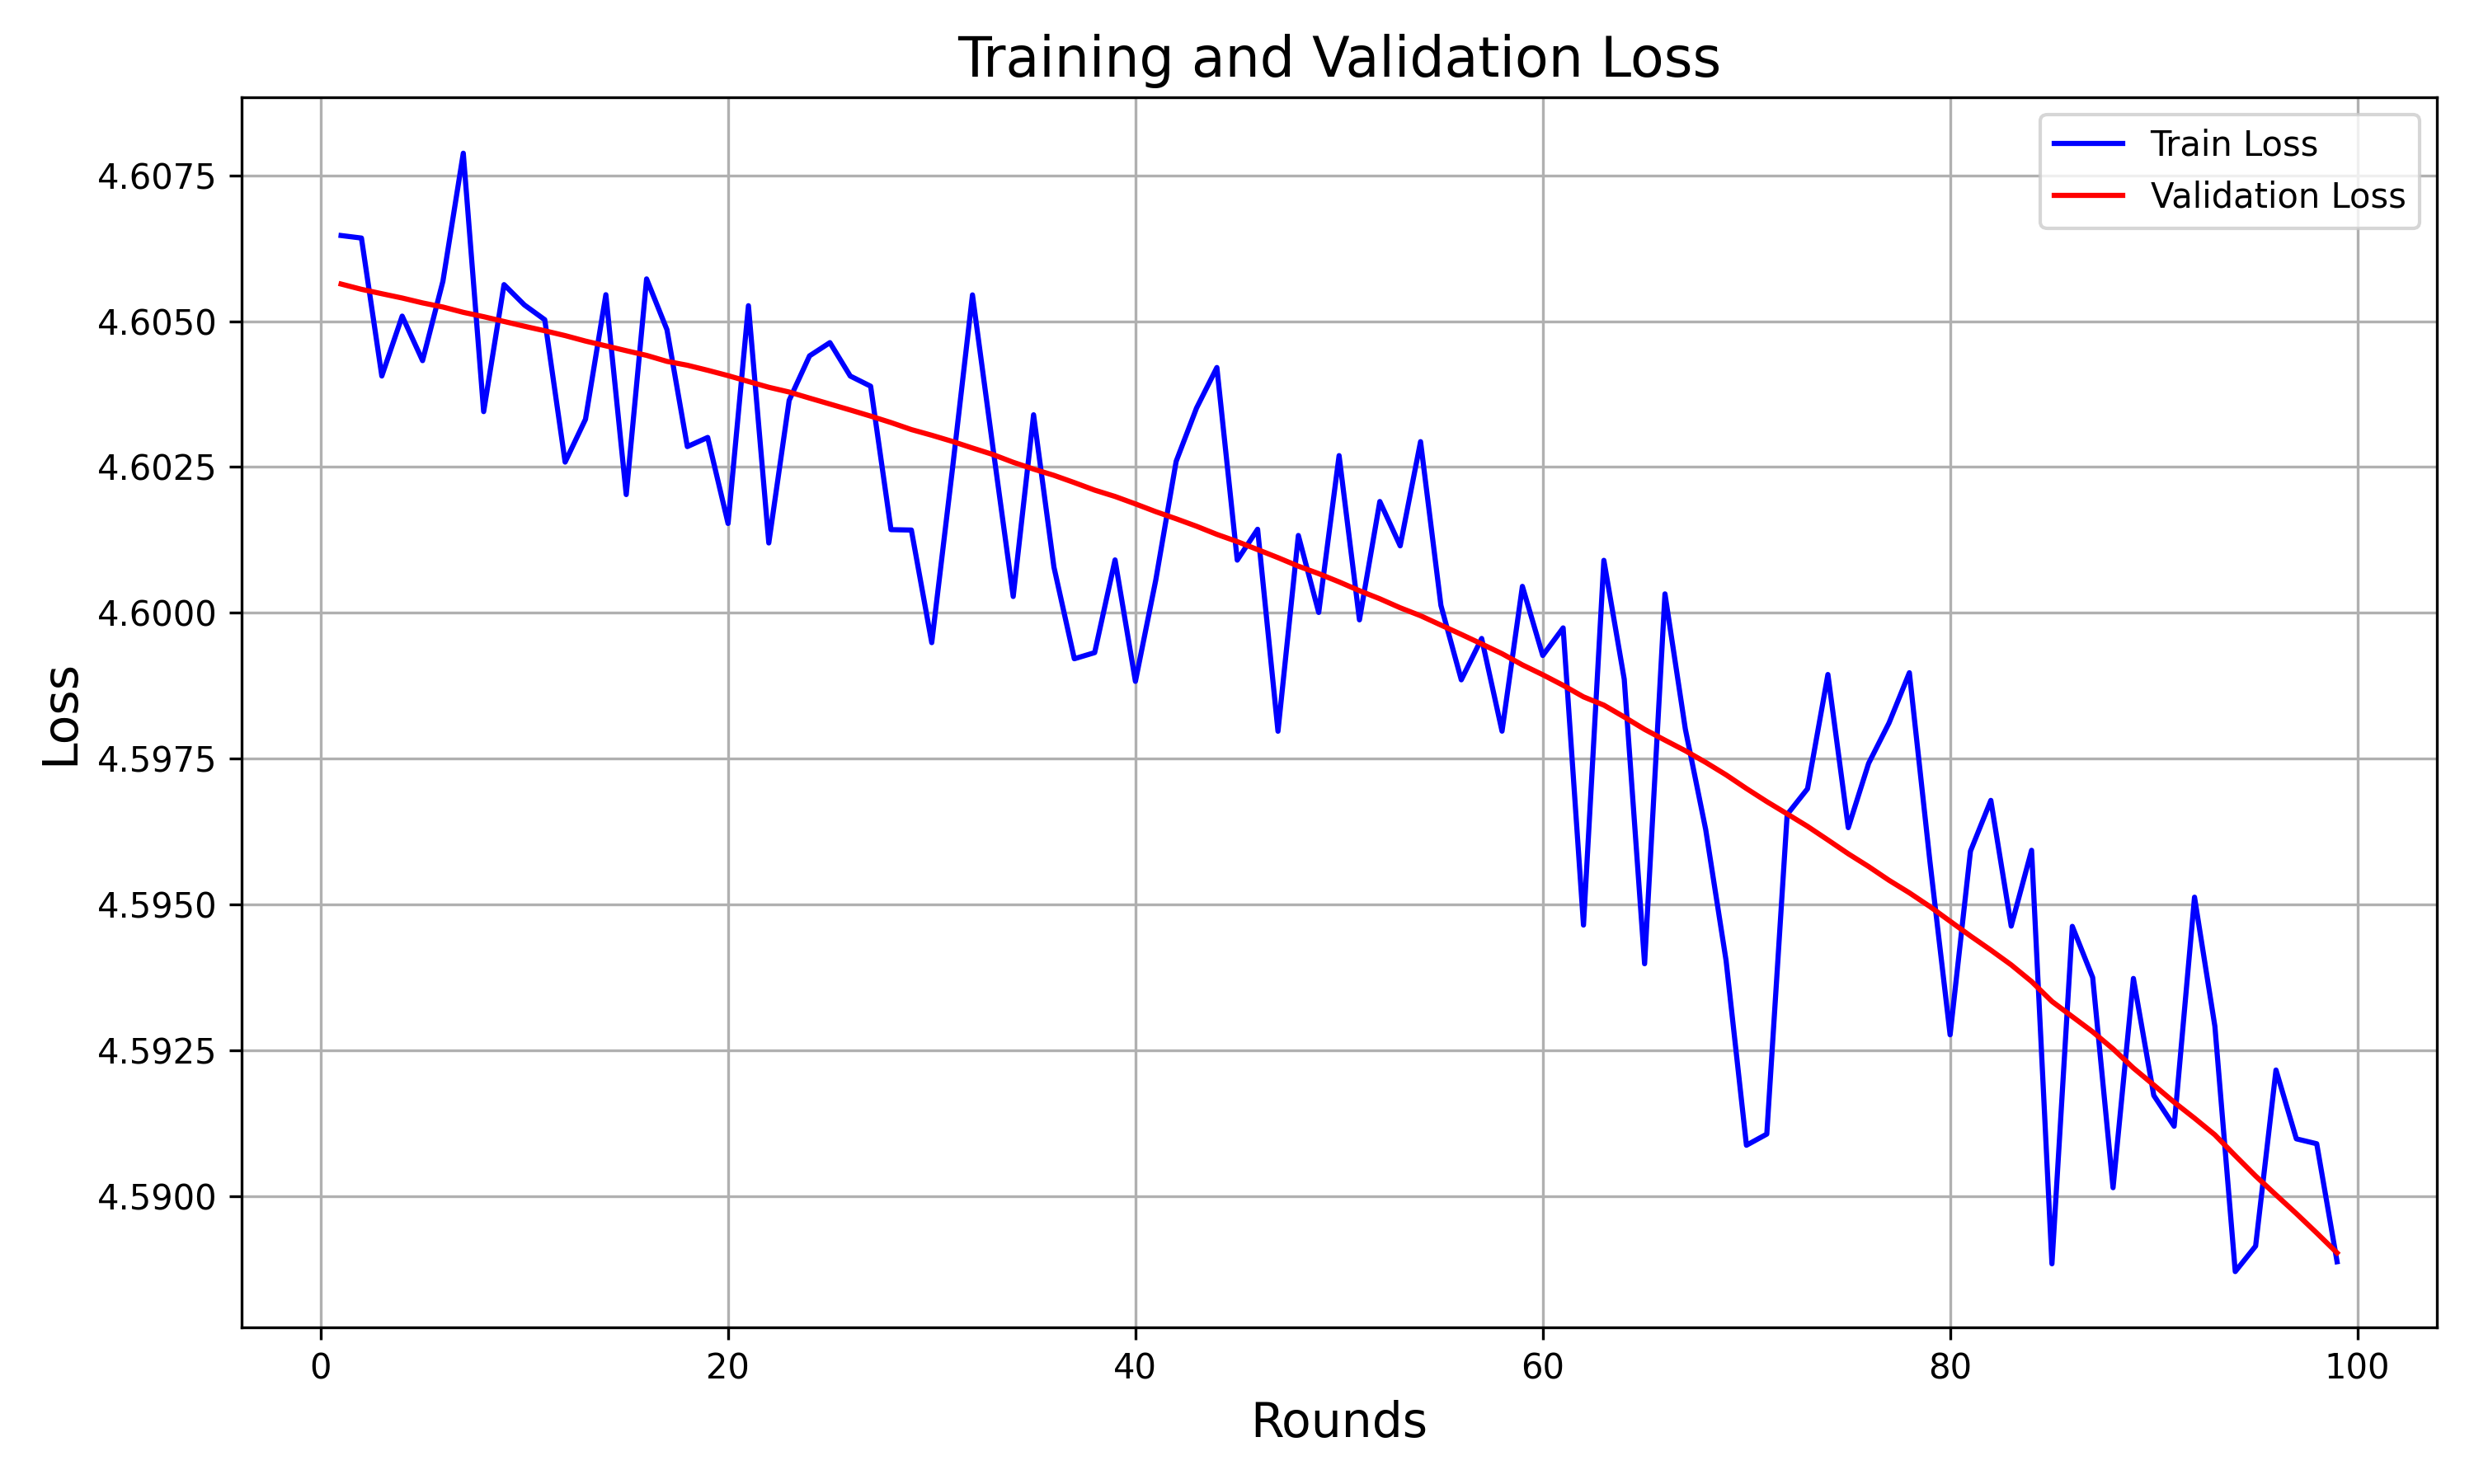 Training and Validation Loss
Train Loss
Validation Loss
4.6075
4.6050
4.6025
4.6000
4.5975
4.5950
4.5925
4.5900
Loss
0 20 40 60 80 100
Rounds